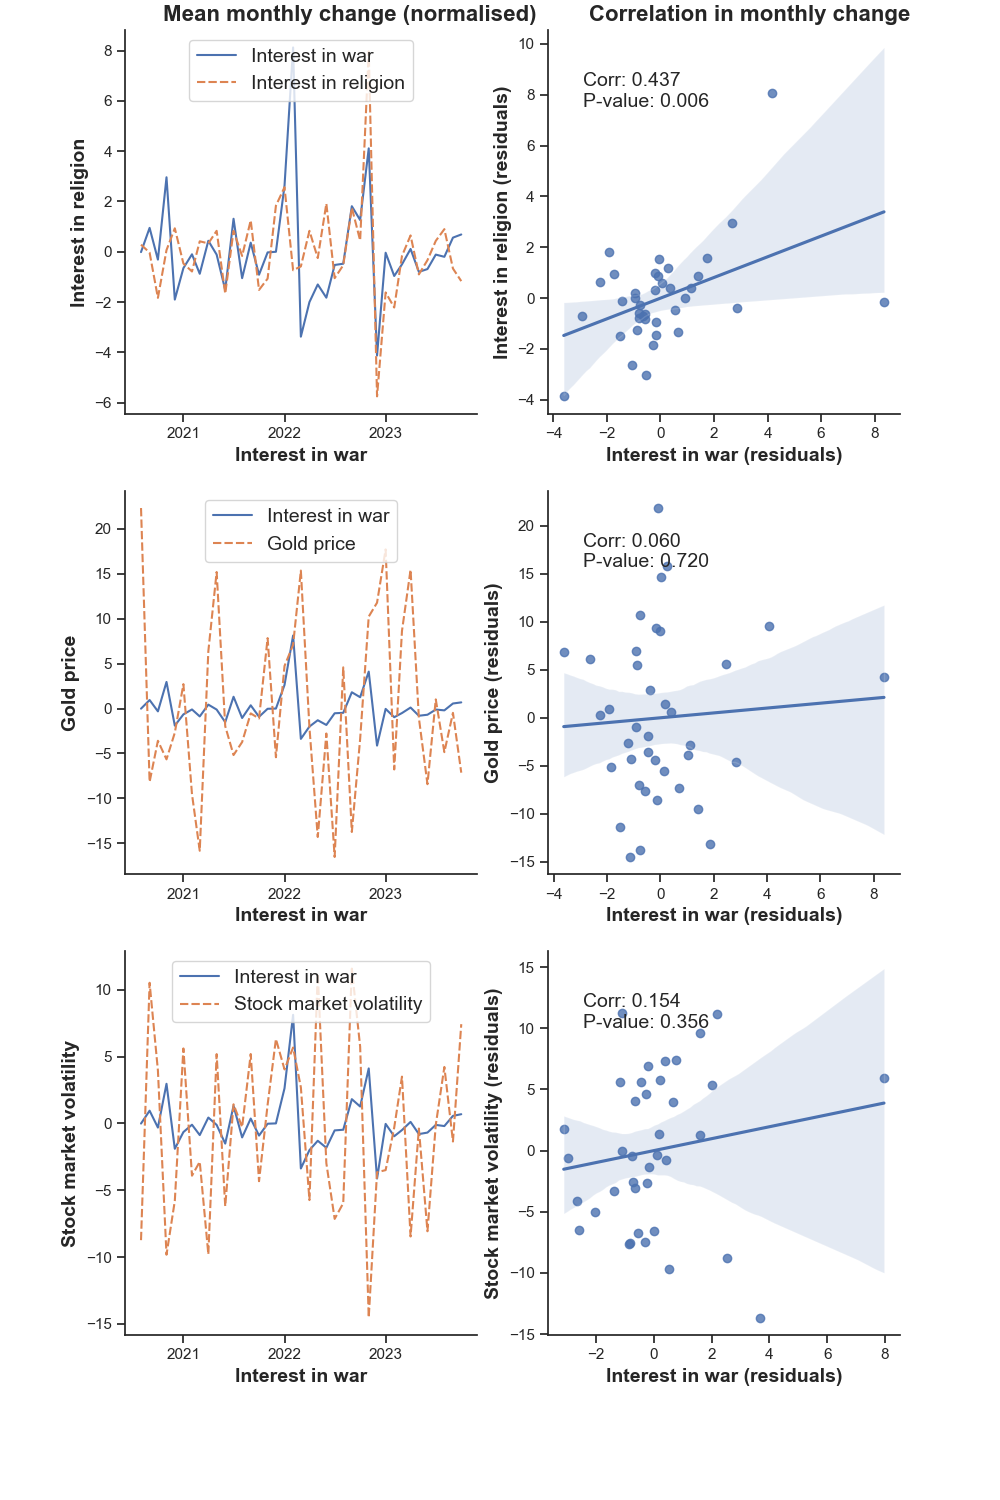 Mean monthly change (normalised)
Correlation in monthly change
Interest in war
Interest in religion
8
6
4
2
0
−2
−4
−6
Interest in religion
2021
2022
2023
Interest in war
Corr: 0.437
P-value: 0.006
10
8
6
4
2
0
−2
−4
Interest in religion (residuals)
−4
−2
0
2
4
6
8
Interest in war (residuals)
Interest in war
Gold price
20
15
10
5
0
−5
−10
−15
Gold price
2021
2022
2023
Interest in war
Corr: 0.060
P-value: 0.720
20
15
10
5
0
−5
−10
−15
Gold price (residuals)
−4
−2
0
2
4
6
8
Interest in war (residuals)
Interest in war
Stock market volatility
10
5
0
−5
−10
−15
Stock market volatility
2021
2022
2023
Interest in war
Corr: 0.154
P-value: 0.356
15
10
5
0
−5
−10
−15
Stock market volatility (residuals)
−2
0
2
4
6
8
Interest in war (residuals)